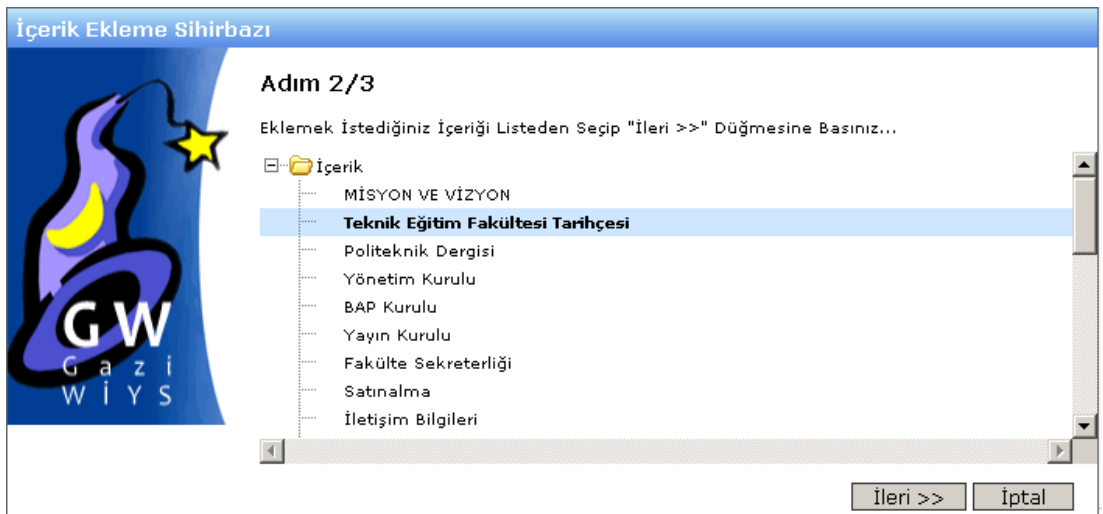 İçerik Ekleme Sihirbazı
Adım 2/3
Eklemek İstediğiniz İçeriği Listeden Seçip "İleri >>" Düğmesine Basınız...
İçerik
MİSYON VE VİZYON
Teknik Eğitim Fakültesi Tarihçesi
Politeknik Dergisi
Yönetim Kurulu
BAP Kurulu
Yayın Kurulu
Fakülte Sekreterliği
Satınalma
İletişim Bilgileri
GW
Gazi
WİYS
İleri >>
İptal